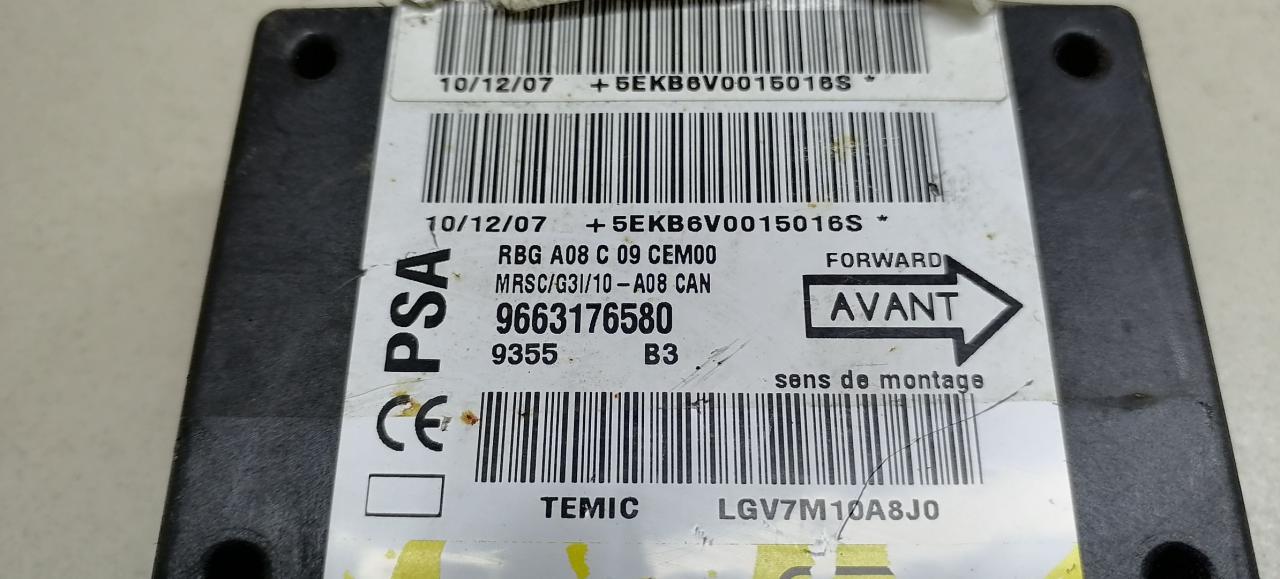 10/12/07 +5EKB6V0015016S *
10/12/07 +5EKB6V0015016S *
PSA
RBG A08 C 09 CEM00
MRSC/G3I/10-A08 CAN
9663176580
9355 B3
FORWARD
AVANT
sens de montage
CE
TEMIC LGV7M10A8J0